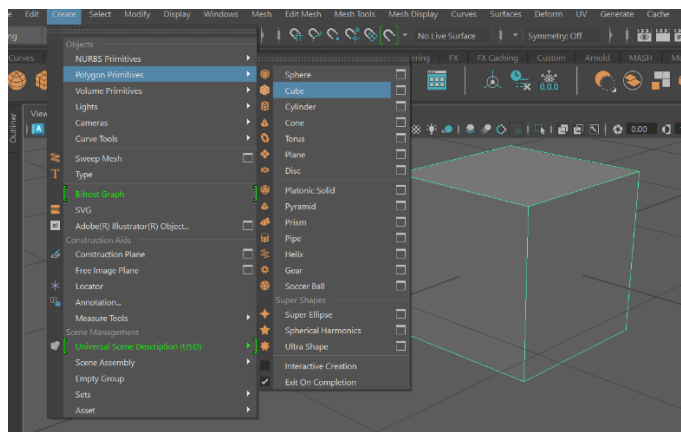 Edit Create Select Modify Display Windows Mesh Edit Mesh Mesh Tools Mesh Display Curves Surfaces Deform UV Generate Cache
No Live Surface Symmetry: Off
Curves FX FX Caching Custom Arnold MASH
Objects
NURBS Primitives
Polygon Primitives
Volume Primitives
Lights
Cameras
Curve Tools
Sweep Mesh
Type
Bifrost Graph
SVG
Adobe(R) Illustrator(R) Object...
Construction Aids
Construction Plane
Free Image Plane
Locator
Annotation...
Measure Tools
Scene Management
Universal Scene Description (USD)
Scene Assembly
Empty Group
Sets
Asset
Sphere
Cube
Cylinder
Cone
Torus
Plane
Disc
Platonic Solid
Pyramid
Prism
Pipe
Helix
Gear
Soccer Ball
Super Shapes
Super Ellipse
Spherical Harmonics
Ultra Shape
Interactive Creation
Exit On Completion
0,0,0
View
Outliner
0.00